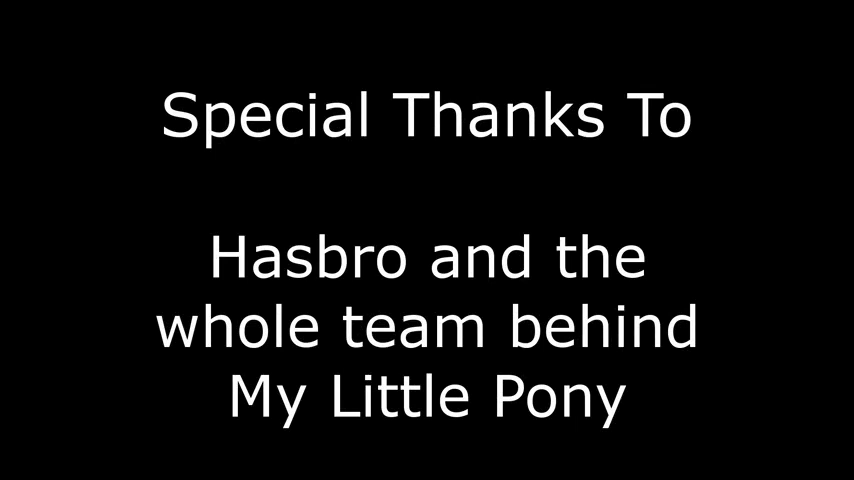 Special Thanks To
Hasbro and the
whole team behind
My Little Pony